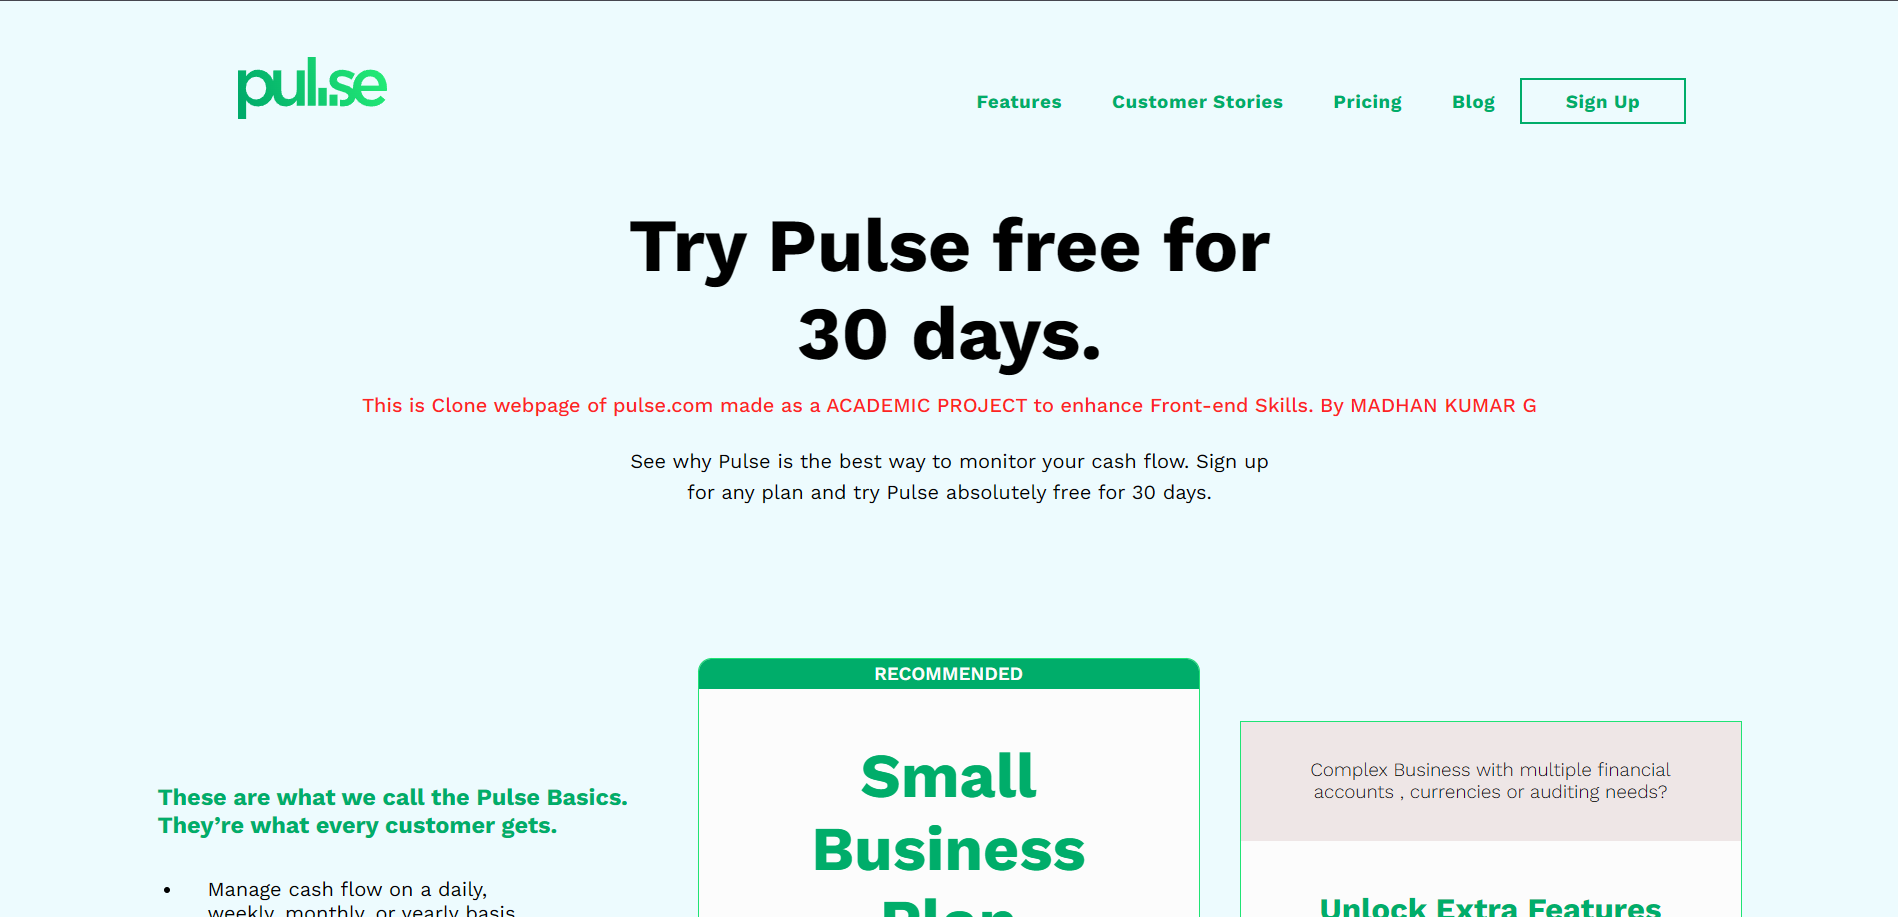 pulse
Features
Customer Stories
Pricing
Blog
Sign Up
Try Pulse free for
30 days.
This is Clone webpage of pulse.com made as a ACADEMIC PROJECT to enhance Front-end Skills. By MADHAN KUMAR G
See why Pulse is the best way to monitor your cash flow. Sign up
for any plan and try Pulse absolutely free for 30 days.
These are what we call the Pulse Basics.
They’re what every customer gets.
• Manage cash flow on a daily,
weekly, monthly, or yearly basis
RECOMMENDED
Small
Business
Plan
Complex Business with multiple financial
accounts , currencies or auditing needs?
Unlock Extra Features